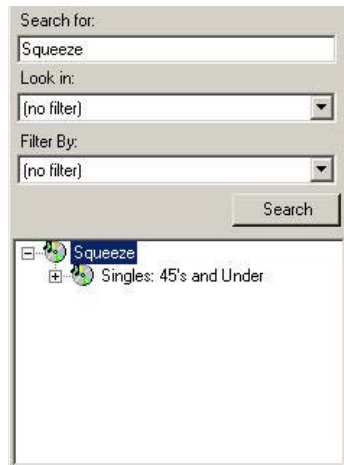 Search for:
Squeeze
Look in:
(no filter)
Filter By:
(no filter)
Search
Squeeze
Singles: 45's and Under